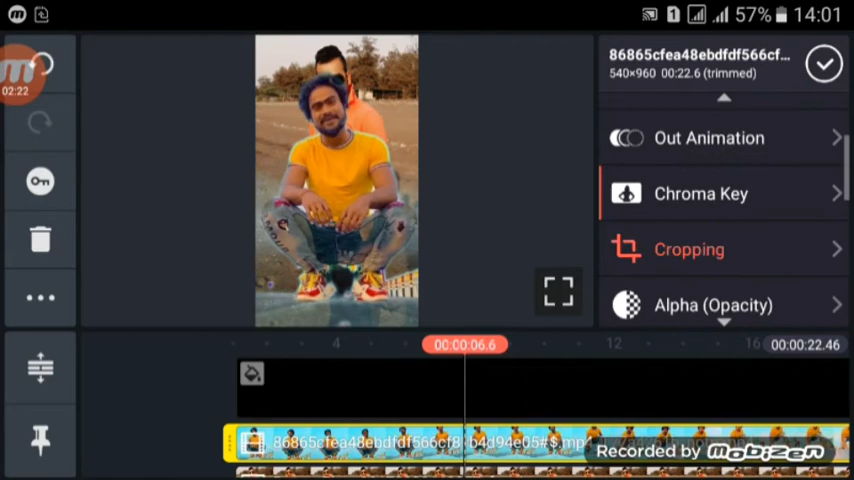 1 57% 14:01
02:22
86865cfea48ebdfdf566cf...
540×960 00:22.6 (trimmed)
Out Animation
Chroma Key
Cropping
Alpha (Opacity)
4 00:00:06.6 12 16 00:00:22.46
86865cfea48ebdfdf566cf8
b4d94e05#$.mp4
Recorded by mobizen